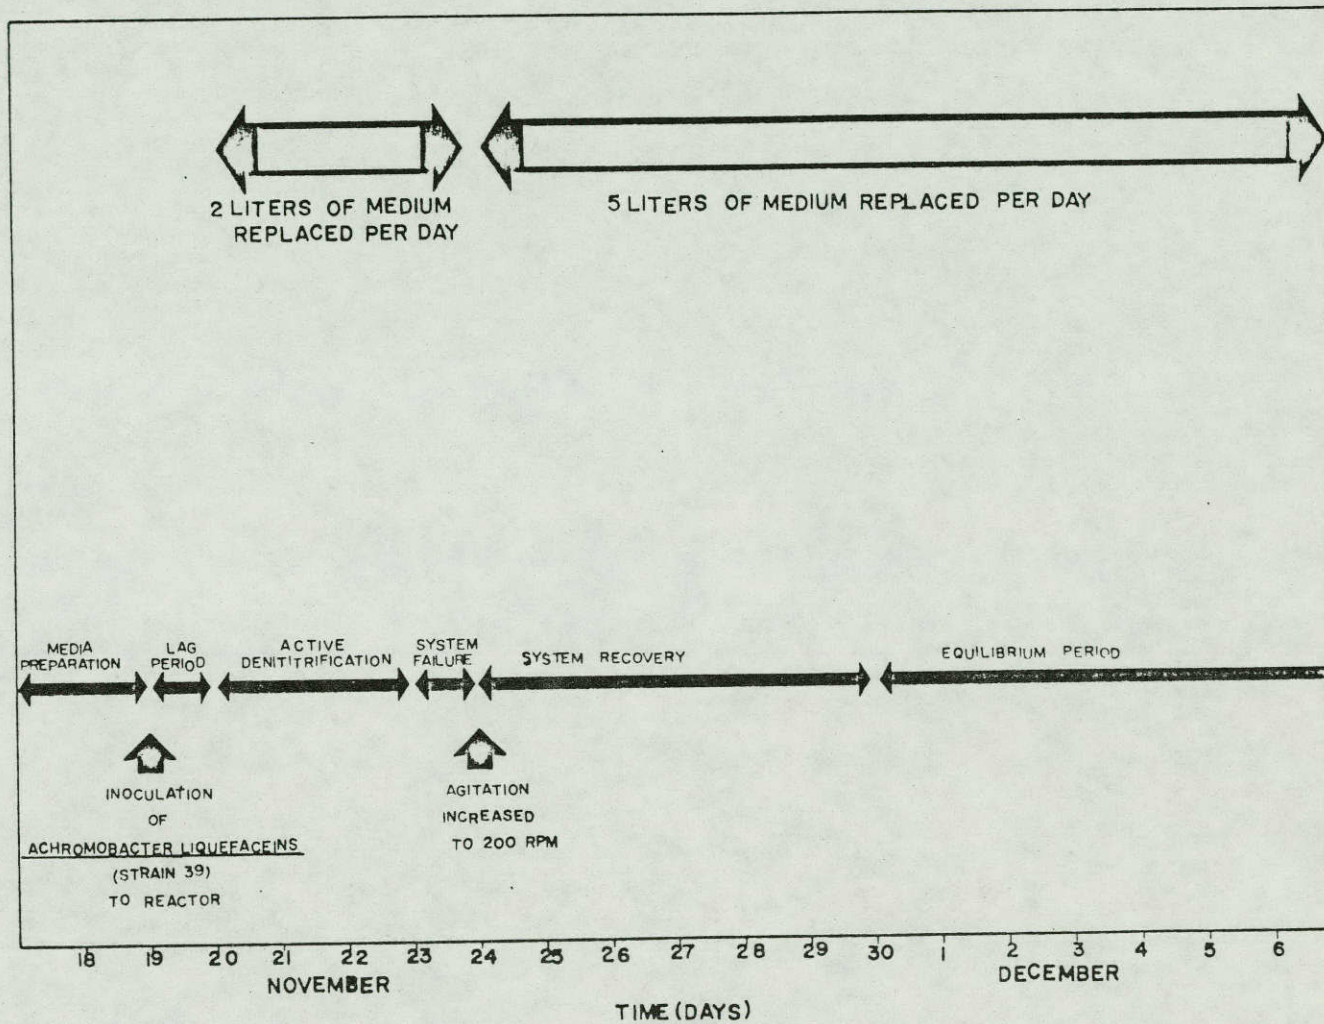 2 LITERS OF MEDIUM
REPLACED PER DAY
5 LITERS OF MEDIUM REPLACED PER DAY
MEDIA
PREPARATION
LAG
PERIOD
ACTIVE
DENITITRIFICATION
SYSTEM
FAILURE
SYSTEM RECOVERY
EQUILIBRIUM PERIOD
INOCULATION
OF
ACHROMOBACTER LIQUEFACEINS
(STRAIN 39)
TO REACTOR
AGITATION
INCREASED
TO 200 RPM
18 19 20 21 22 23 24 25 26 27 28 29 30 1 2 3 4 5 6
NOVEMBER
DECEMBER
TIME (DAYS)